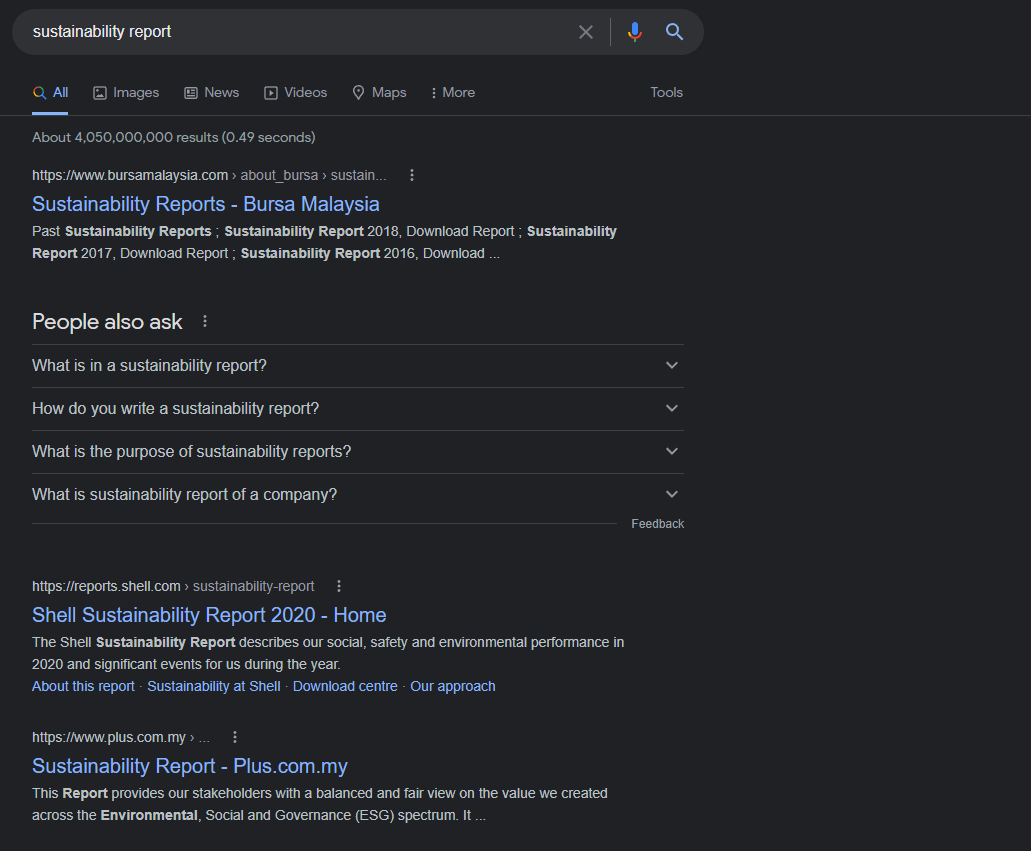 sustainability report
All Images News Videos Maps More Tools
About 4,050,000,000 results (0.49 seconds)
https://www.bursamalaysia.com › about_bursa › sustain...
Sustainability Reports - Bursa Malaysia
Past Sustainability Reports ; Sustainability Report 2018, Download Report ; Sustainability
Report 2017, Download Report ; Sustainability Report 2016, Download ...
People also ask
What is in a sustainability report?
How do you write a sustainability report?
What is the purpose of sustainability reports?
What is sustainability report of a company?
Feedback
https://reports.shell.com › sustainability-report
Shell Sustainability Report 2020 - Home
The Shell Sustainability Report describes our social, safety and environmental performance in
2020 and significant events for us during the year.
About this report · Sustainability at Shell · Download centre · Our approach
https://www.plus.com.my › ...
Sustainability Report - Plus.com.my
This Report provides our stakeholders with a balanced and fair view on the value we created
across the Environmental, Social and Governance (ESG) spectrum. It ...